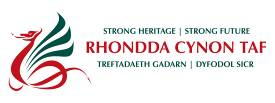 STRONG HERITAGE | STRONG FUTURE
RHONDDA CYNON TAF
TREFTADAETH GADARN | DYFODOL SICR